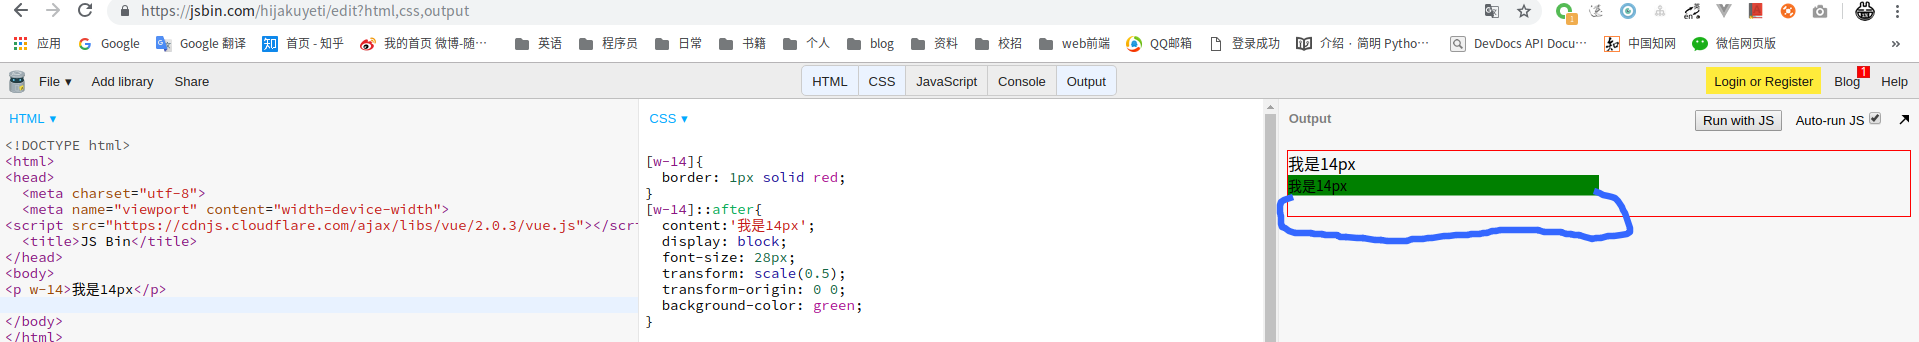 https://jsbin.com/hijakuyeti/edit?html,css,output
应用 Google Google 翻译 首页 - 知乎 我的首页 微博-随… 英语 程序员 日常 书籍 个人 blog 资料 校招 web前端 QQ邮箱 登录成功 介绍 · 简明 Pytho… DevDocs API Docu… 中国知网 微信网页版 »
File ▾ Add library Share HTML CSS JavaScript Console Output Login or Register Blog 1 Help
HTML ▾
<!DOCTYPE html>
<html>
<head>
<meta charset="utf-8">
<meta name="viewport" content="width=device-width">
<script src="https://cdnjs.cloudflare.com/ajax/libs/vue/2.0.3/vue.js"></scri
<title>JS Bin</title>
</head>
<body>
<p w-14>我是14px</p>
</body>
</html>
CSS ▾
[w-14]{
border: 1px solid red;
}
[w-14]::after{
content:'我是14px';
display: block;
font-size: 28px;
transform: scale(0.5);
transform-origin: 0 0;
background-color: green;
}
Output Run with JS Auto-run JS
我是14px
我是14px